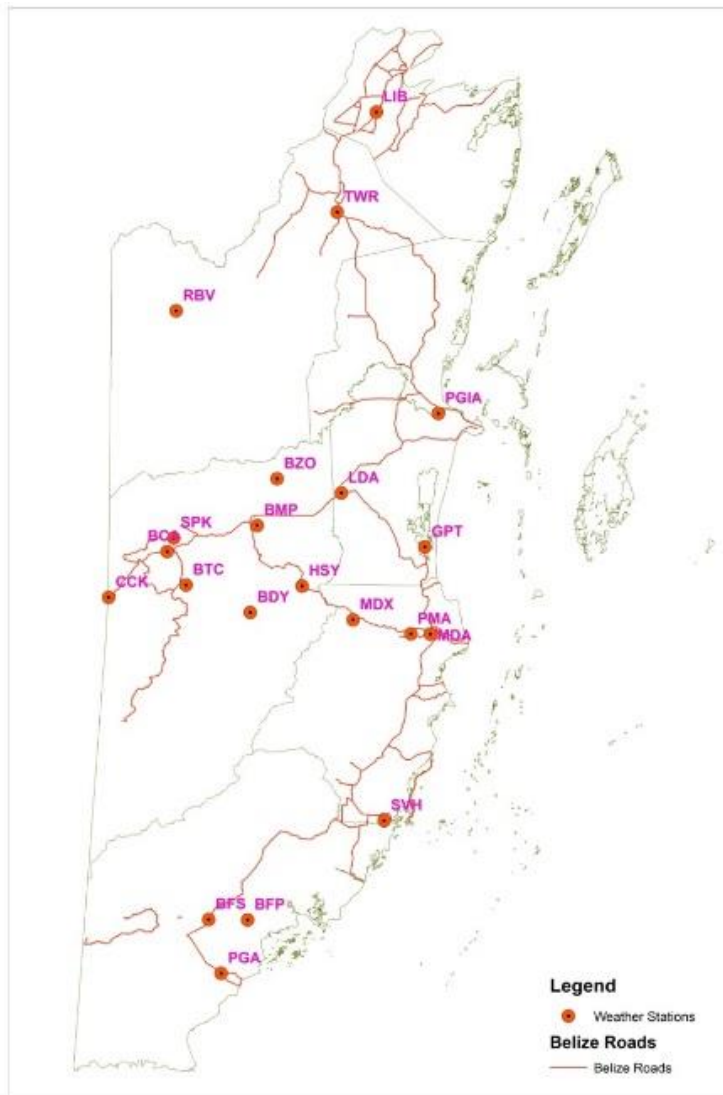 LIB
TWR
RBV
PGIA
BZO
LDA
BMP
SPK
GPT
BTC
HSY
CCK
BDY
MDX
PMA
MDA
SVH
BFS BFP
PGA
Legend
Weather Stations
Belize Roads
Belize Roads